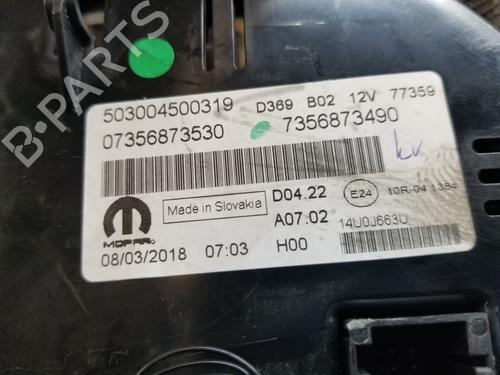 503004500319 D369 B02 12V 77359
07356873530 7356873490
kv
MOPAR Made in Slovakia D04.22 E24 10R-04 1384
A07.02 14U0J663U
08/03/2018 07:03 H00
B-PARTS